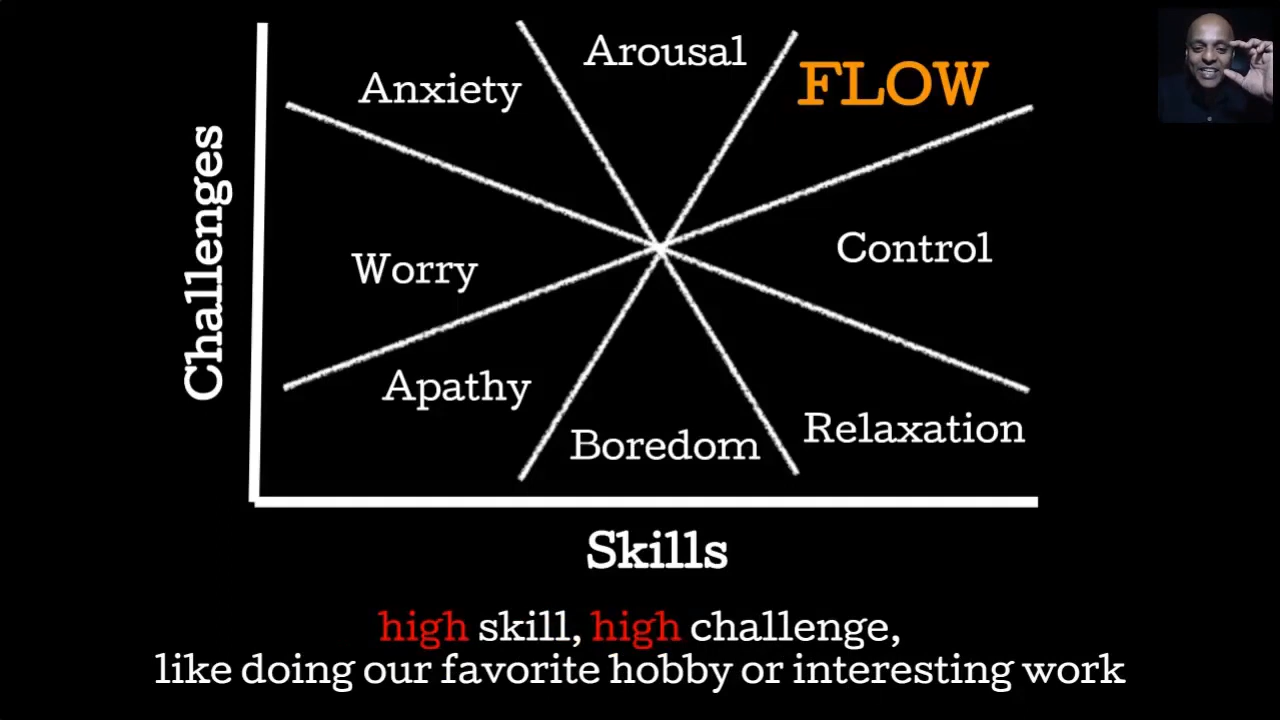 Arousal
FLOW
Anxiety
Challenges
Control
Worry
Apathy
Relaxation
Boredom
Skills
high skill, high challenge,
like doing our favorite hobby or interesting work